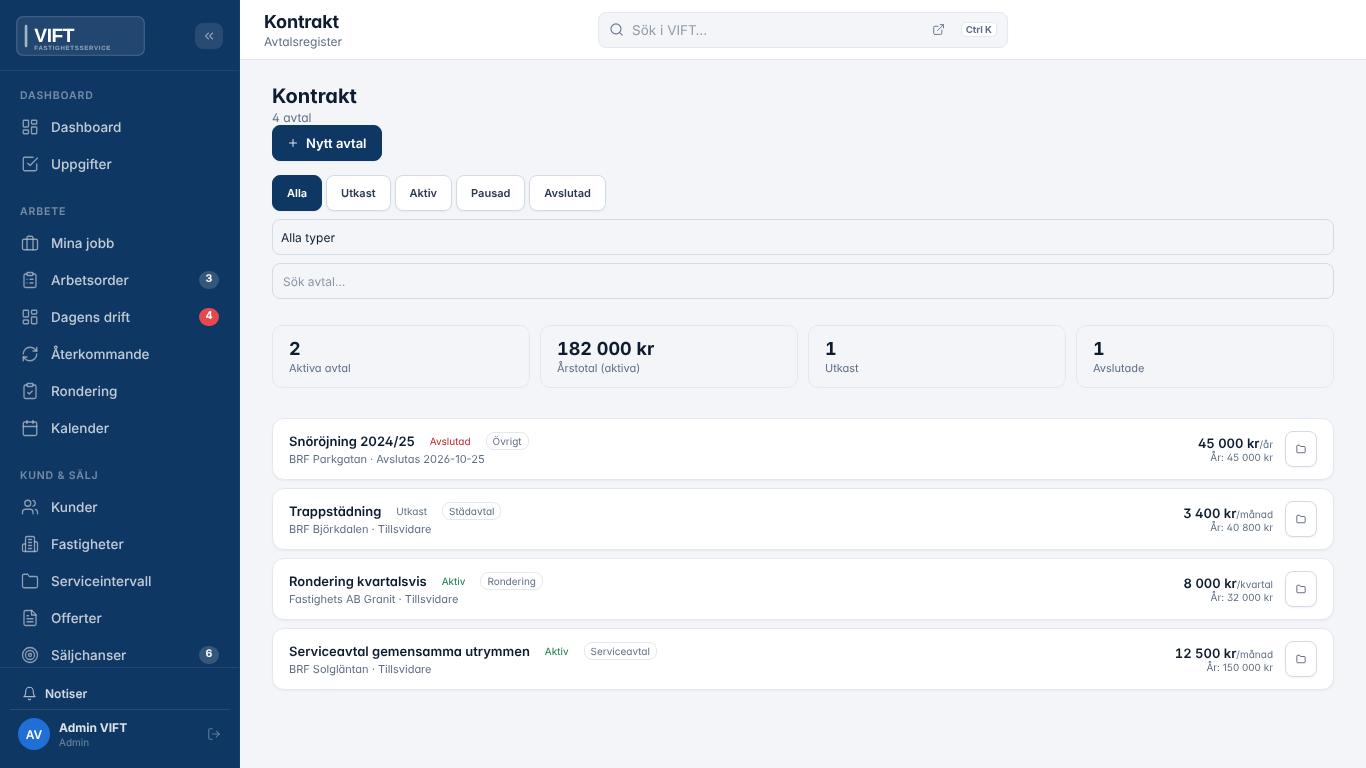 VIFT
FASTIGHETSSERVICE
DASHBOARD
Dashboard
Uppgifter
ARBETE
Mina jobb
Arbetsorder 3
Dagens drift 4
Återkommande
Rondering
Kalender
KUND & SÄLJ
Kunder
Fastigheter
Serviceintervall
Offerter
Säljchanser 6
Notiser
AV
Admin VIFT
Admin
Kontrakt
Avtalsregister
Sök i VIFT...
Ctrl K
Kontrakt
4 avtal
+ Nytt avtal
Alla Utkast Aktiv Pausad Avslutad
Alla typer
Sök avtal...
2
Aktiva avtal
182 000 kr
Årstotal (aktiva)
1
Utkast
1
Avslutade
Snöröjning 2024/25 Avslutad Övrigt
BRF Parkgatan · Avslutas 2026-10-25
45 000 kr/år
År: 45 000 kr
Trappstädning Utkast Städavtal
BRF Björkdalen · Tillsvidare
3 400 kr/månad
År: 40 800 kr
Rondering kvartalsvis Aktiv Rondering
Fastighets AB Granit · Tillsvidare
8 000 kr/kvartal
År: 32 000 kr
Serviceavtal gemensamma utrymmen Aktiv Serviceavtal
BRF Solgläntan · Tillsvidare
12 500 kr/månad
År: 150 000 kr